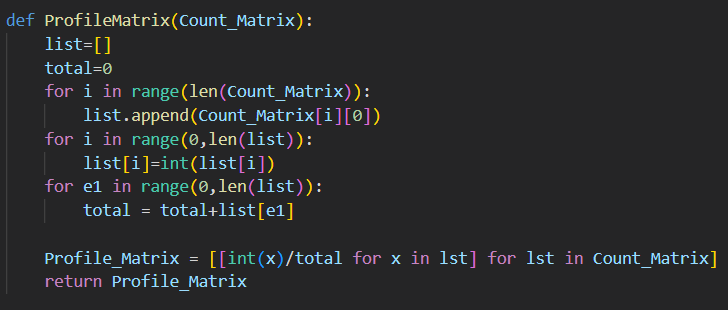 def ProfileMatrix(Count_Matrix):
    list=[]
    total=0
    for i in range(len(Count_Matrix)):
        list.append(Count_Matrix[i][0])
    for i in range(0,len(list)):
        list[i]=int(list[i])
    for e1 in range(0,len(list)):
        total = total+list[e1]

    Profile_Matrix = [[int(x)/total for x in lst] for lst in Count_Matrix]
    return Profile_Matrix